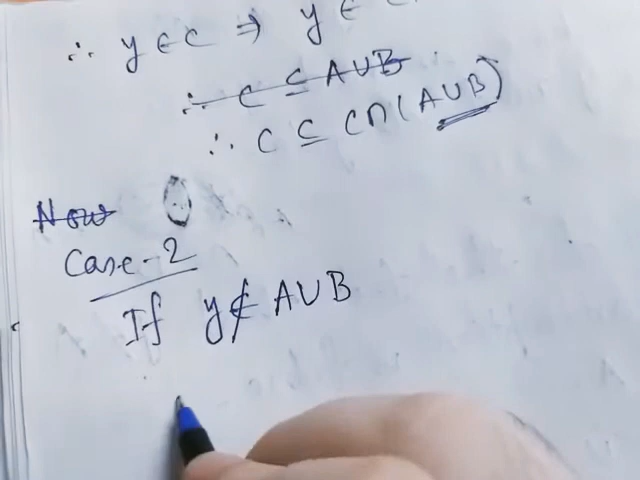 ∴ y ∈ C ⇒ y ∈
∴ C ⊆ A∪B
∴ C ⊆ C∩(A∪B)
Now
Case-2
If y ∉ A∪B